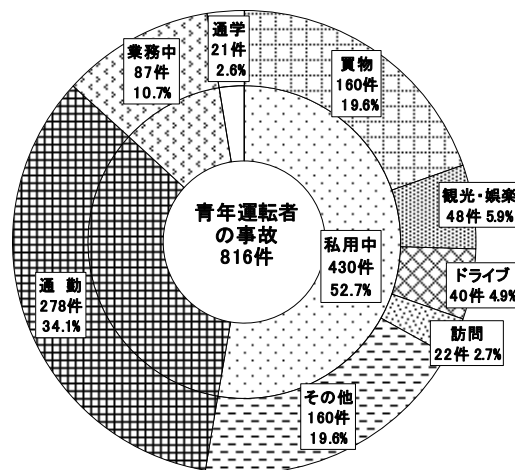 青年運転者
の事故
816件
私用中
430件
52.7%
買物
160件
19.6%
観光・娯楽
48件 5.9%
ドライブ
40件 4.9%
訪問
22件 2.7%
その他
160件
19.6%
通 勤
278件
34.1%
業務中
87件
10.7%
通学
21件
2.6%